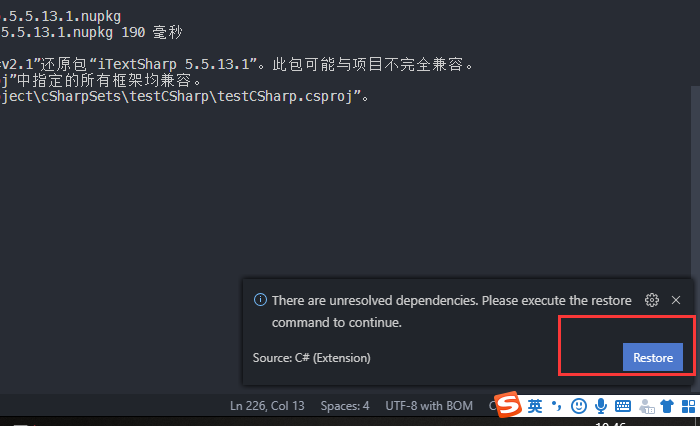 .5.5.13.1.nupkg
5.5.13.1.nupkg 190 毫秒
v2.1”还原包“iTextSharp 5.5.13.1”。此包可能与项目不完全兼容。
j”中指定的所有框架均兼容。
ject\cSharpSets\testCSharp\testCSharp.csproj”。
There are unresolved dependencies. Please execute the restore
command to continue.
Source: C# (Extension)
Restore
Ln 226, Col 13
Spaces: 4
UTF-8 with BOM
S
英